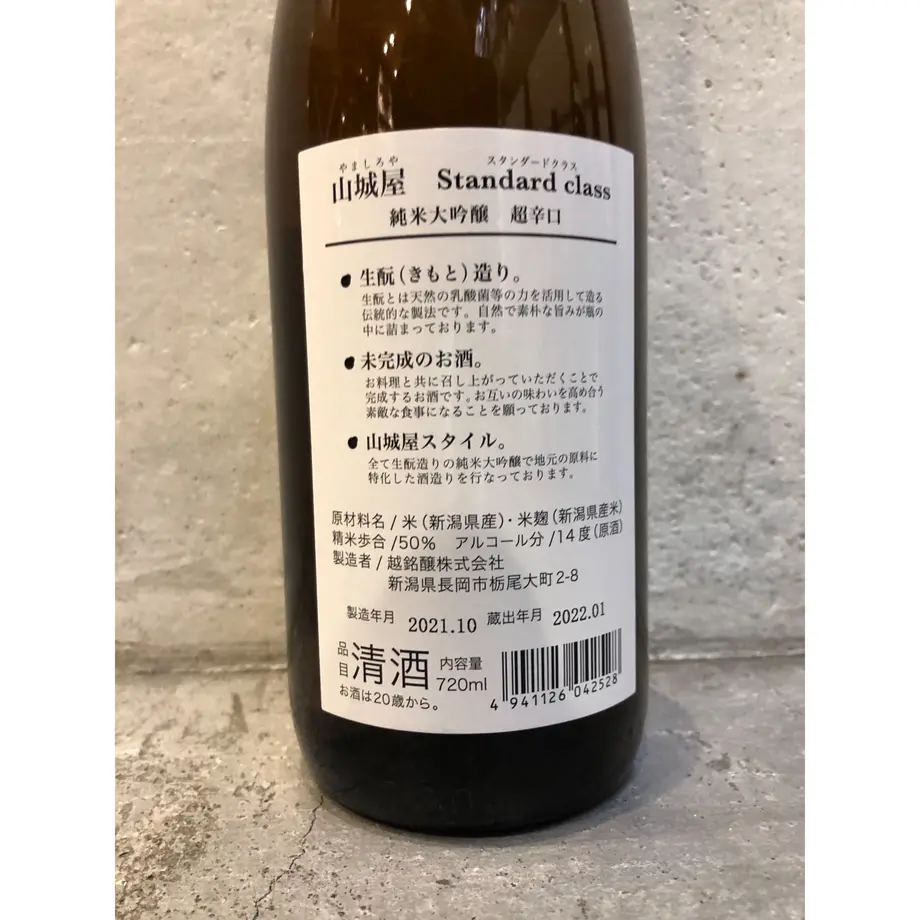 やましろや スタンダードクラス
山城屋 Standard class
純米大吟醸 超辛口
● 生酛(きもと)造り。
生酛とは天然の乳酸菌等の力を活用して造る
伝統的な製法です。自然で素朴な旨みが瓶の
中に詰まっております。
● 未完成のお酒。
お料理と共に召し上がっていただくことで
完成するお酒です。お互いの味わいを高め合う
素敵な食事になることを願っております。
● 山城屋スタイル。
全て生酛造りの純米大吟醸で地元の原料に
特化した酒造りを行なっております。
原材料名/米(新潟県産)・米麹(新潟県産米)
精米歩合/50% アルコール分/14度(原酒)
製造者/越銘醸株式会社
新潟県長岡市栃尾大町2-8
製造年月 2021.10 蔵出年月 2022.01
品目 清酒 内容量 720ml
お酒は20歳から。
4 941126 042528